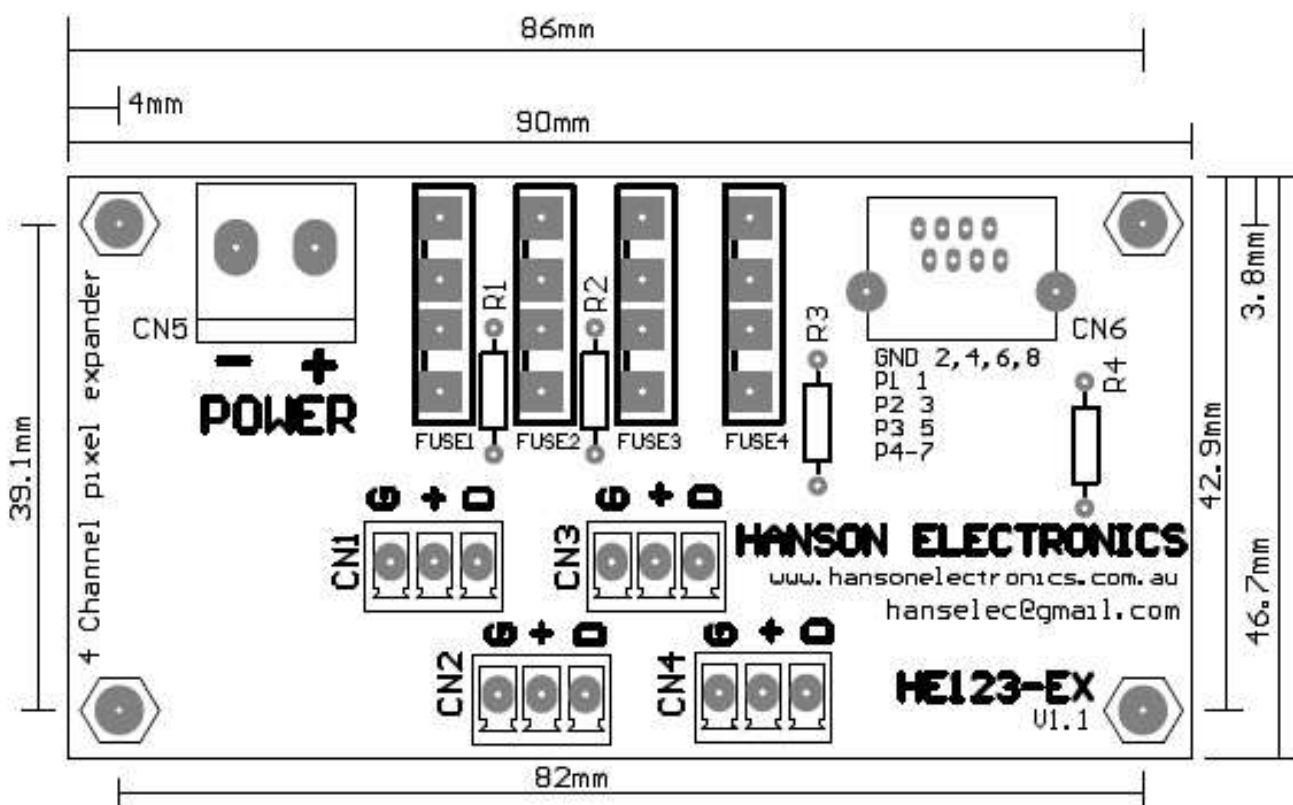 86mm
4mm
90mm
3.8mm
CN5
- +
POWER
4 Channel pixel expander
39.1mm
FUSE1
R1
FUSE2
R2
FUSE3
FUSE4
R3
CN6
GND 2,4,6,8
P1 1
P2 3
P3 5
P4-7
R4
42.9mm
46.7mm
G + D
CN1
G + D
CN3
HANSON ELECTRONICS
www.hansonelectronics.com.au
hanselec@gmail.com
G + D
CN2
G + D
CN4
HE123-EX
V1.1
82mm